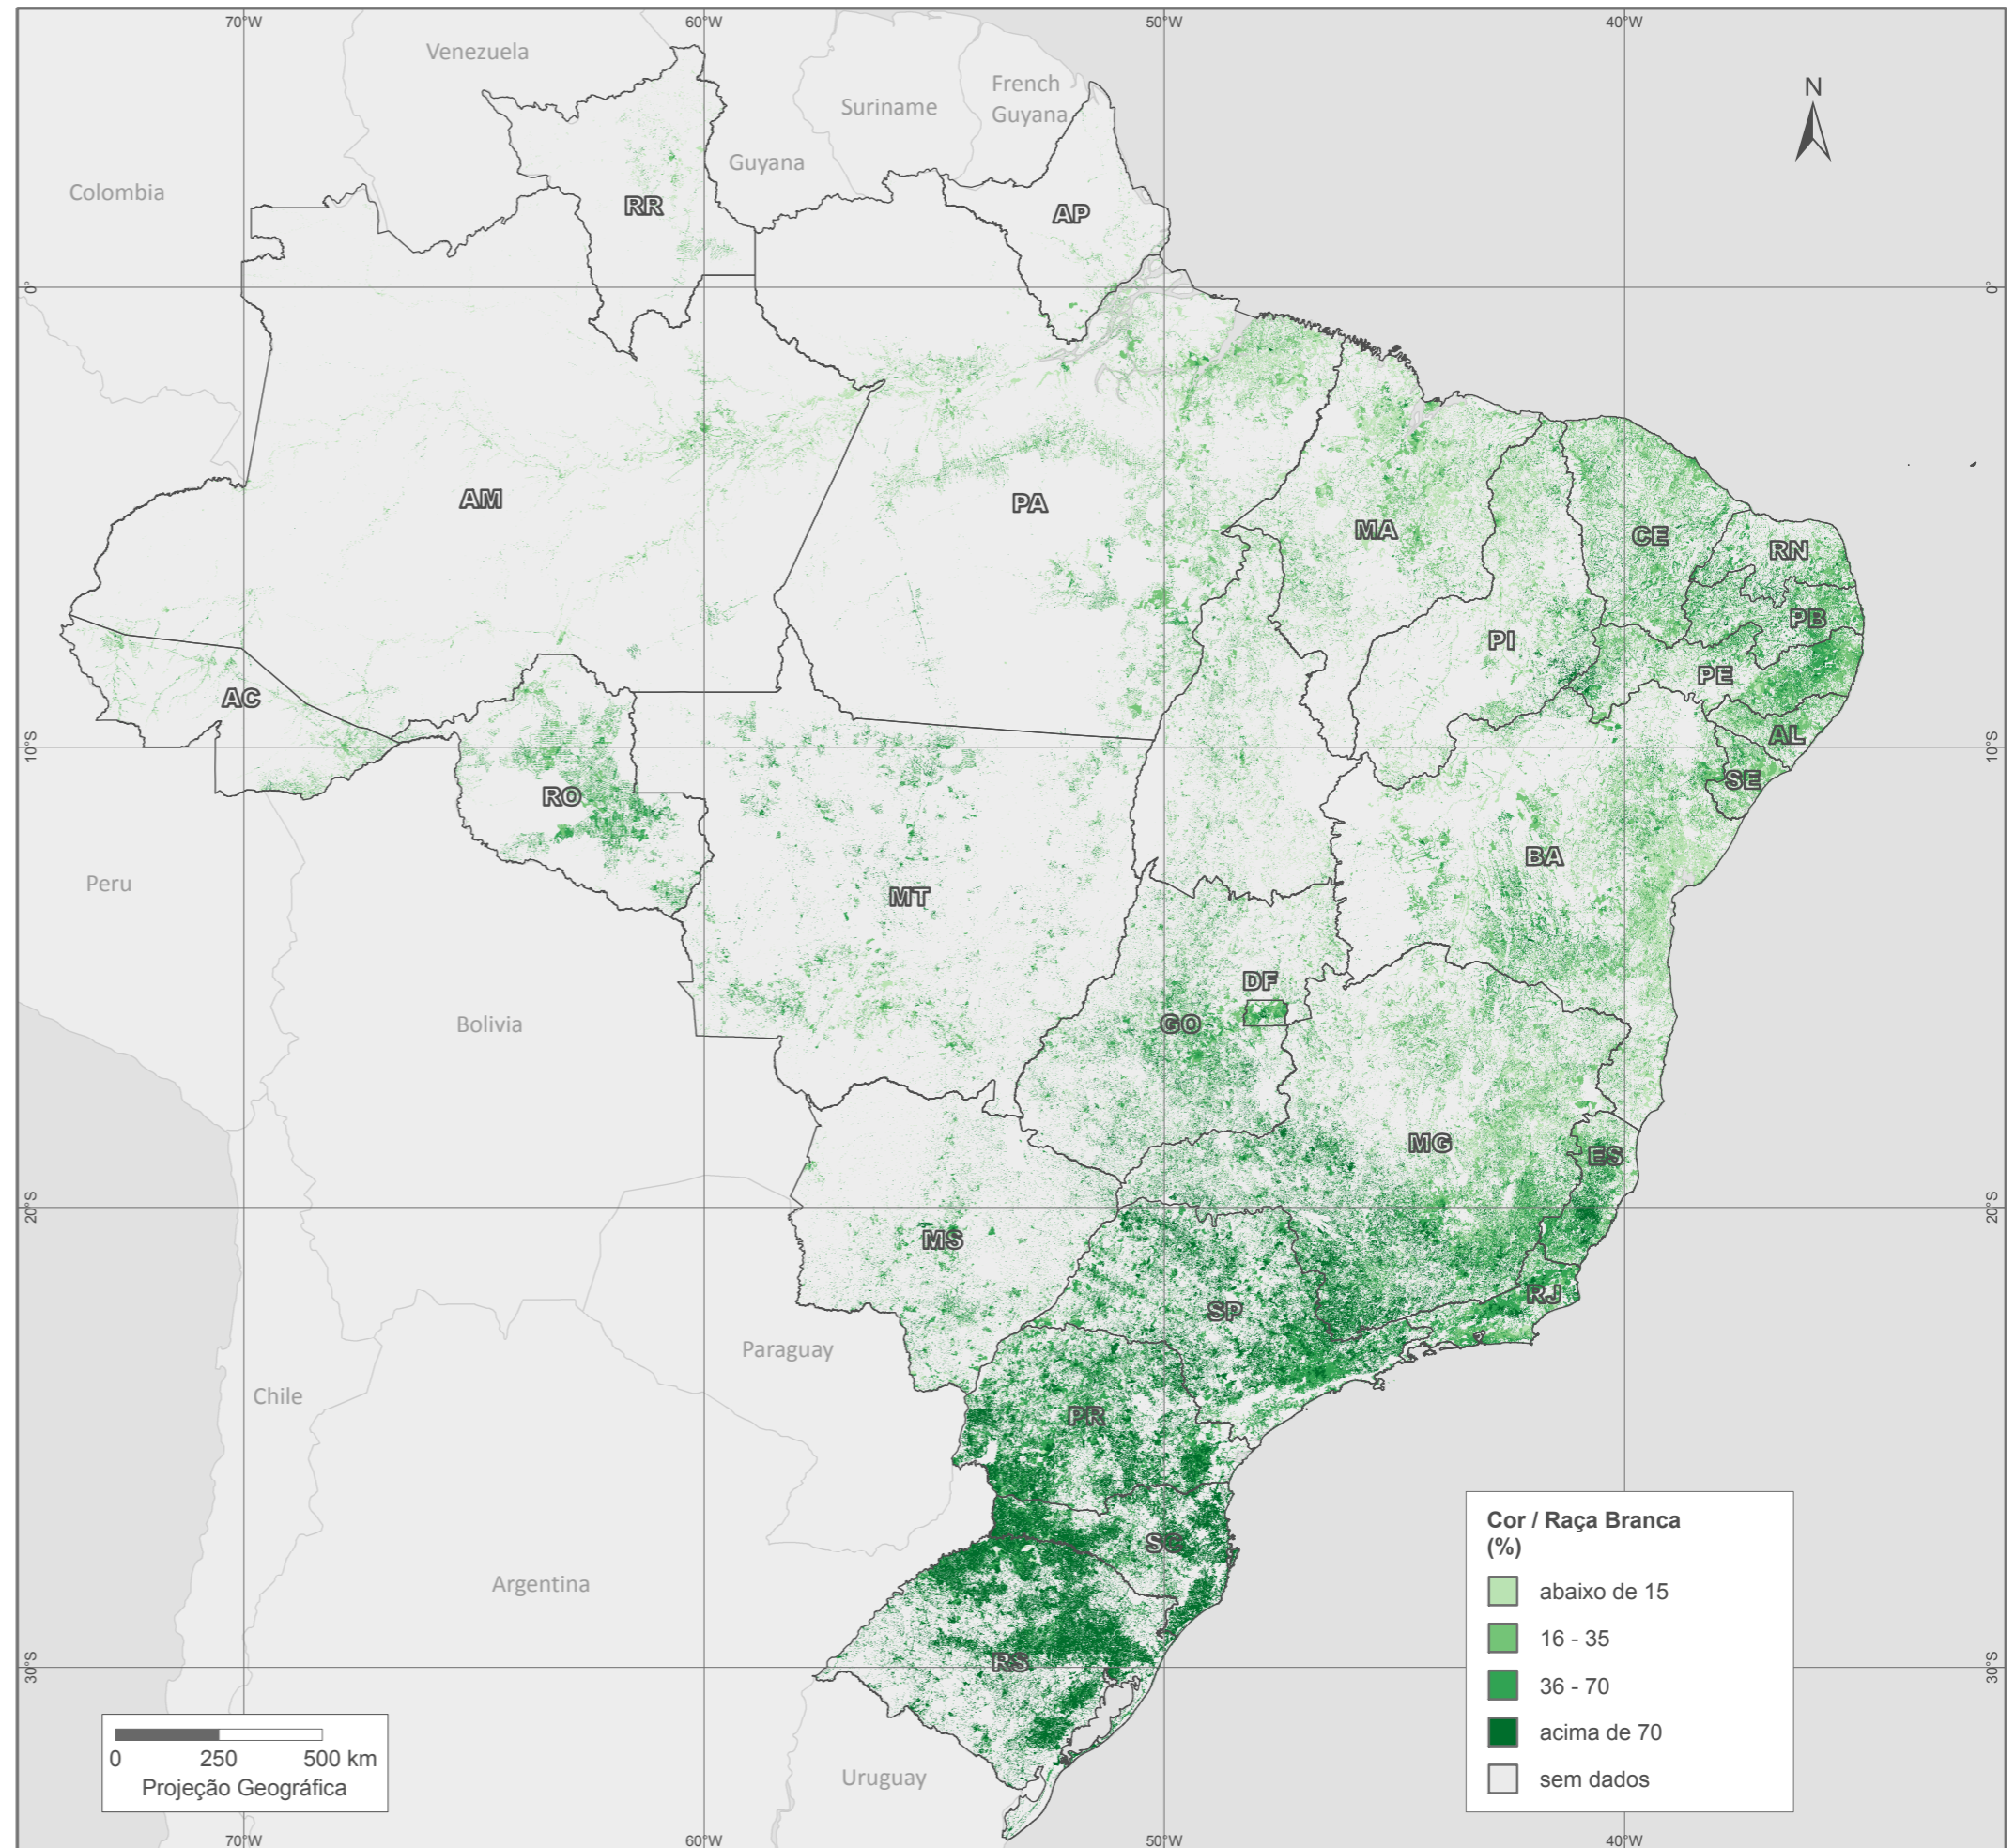 70°W
60°W
50°W
40°W
Venezuela
Suriname
French
Guyana
Guyana
Colombia
N
RR
AP
0°
0°
AM
PA
MA
CE
RN
PB
PI
PE
AC
AL
10°S
10°S
SE
RO
BA
MT
Peru
DF
GO
Bolivia
MG
ES
20°S
20°S
MS
RJ
SP
Paraguay
Chile
PR
SC
Argentina
RS
30°S
30°S
Uruguay
Cor / Raça Branca
(%)
abaixo de 15
16 - 35
36 - 70
acima de 70
sem dados
0 250 500 km
Projeção Geográfica
70°W
60°W
50°W
40°W